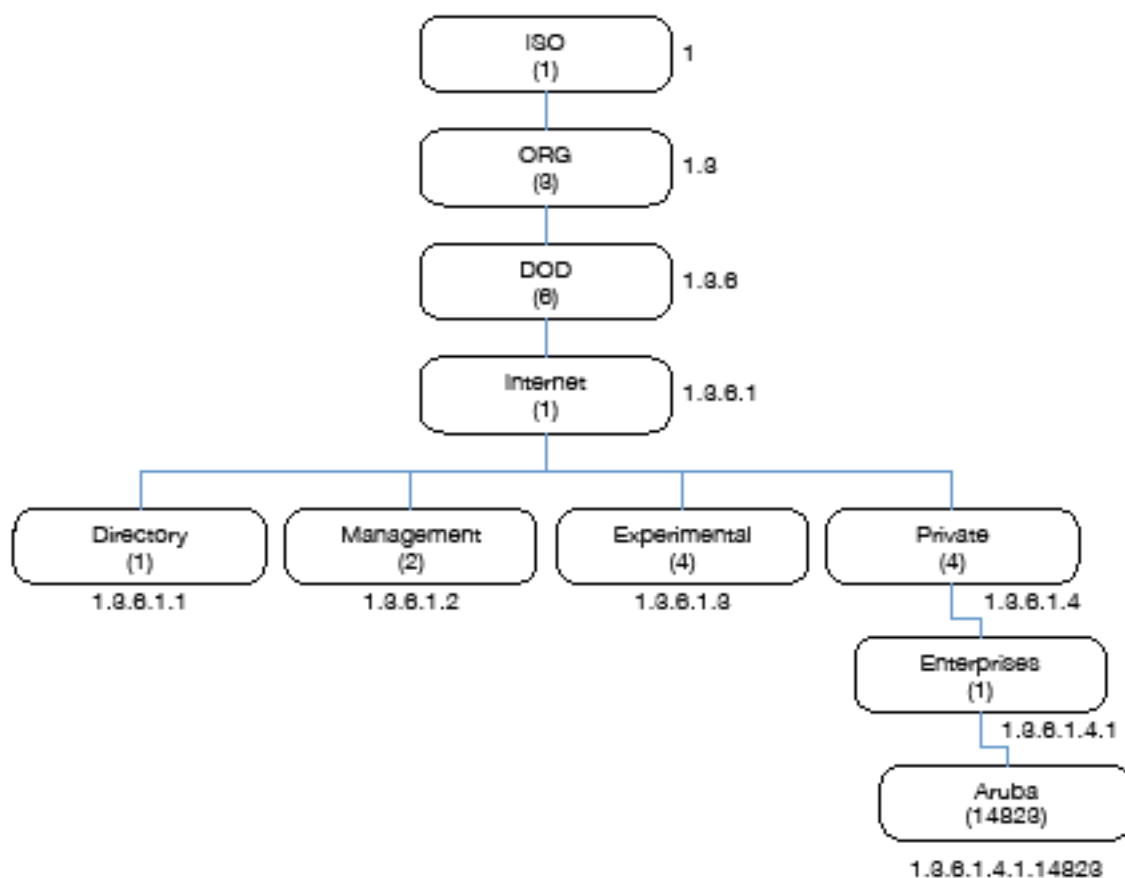 ISO
(1)
1
ORG
(3)
1.3
DOD
(6)
1.3.6
Internet
(1)
1.3.6.1
Directory
(1)
1.3.6.1.1
Management
(2)
1.3.6.1.2
Experimental
(4)
1.3.6.1.3
Private
(4)
1.3.6.1.4
Enterprises
(1)
1.3.6.1.4.1
Aruba
(14823)
1.3.6.1.4.1.14823